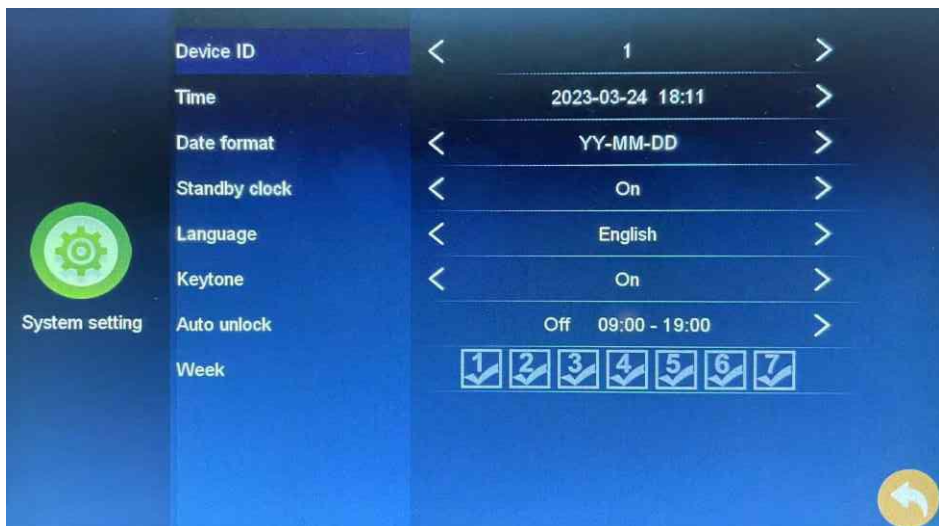 Device ID 1
Time 2023-03-24 18:11
Date format YY-MM-DD
Standby clock On
Language English
Keytone On
System setting
Auto unlock Off 09:00 - 19:00
Week 1 2 3 4 5 6 7